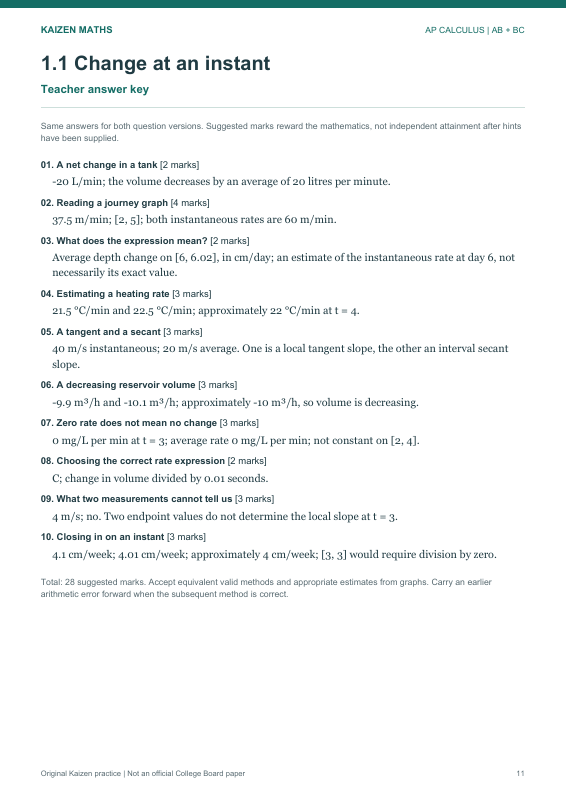 KAIZEN MATHS
AP CALCULUS | AB + BC
1.1 Change at an instant
Teacher answer key
Same answers for both question versions. Suggested marks reward the mathematics, not independent attainment after hints
have been supplied.
01. A net change in a tank [2 marks]
-20 L/min; the volume decreases by an average of 20 litres per minute.
02. Reading a journey graph [4 marks]
37.5 m/min; [2, 5]; both instantaneous rates are 60 m/min.
03. What does the expression mean? [2 marks]
Average depth change on [6, 6.02], in cm/day; an estimate of the instantaneous rate at day 6, not
necessarily its exact value.
04. Estimating a heating rate [3 marks]
21.5 °C/min and 22.5 °C/min; approximately 22 °C/min at t = 4.
05. A tangent and a secant [3 marks]
40 m/s instantaneous; 20 m/s average. One is a local tangent slope, the other an interval secant
slope.
06. A decreasing reservoir volume [3 marks]
-9.9 m³/h and -10.1 m³/h; approximately -10 m³/h, so volume is decreasing.
07. Zero rate does not mean no change [3 marks]
0 mg/L per min at t = 3; average rate 0 mg/L per min; not constant on [2, 4].
08. Choosing the correct rate expression [2 marks]
C; change in volume divided by 0.01 seconds.
09. What two measurements cannot tell us [3 marks]
4 m/s; no. Two endpoint values do not determine the local slope at t = 3.
10. Closing in on an instant [3 marks]
4.1 cm/week; 4.01 cm/week; approximately 4 cm/week; [3, 3] would require division by zero.
Total: 28 suggested marks. Accept equivalent valid methods and appropriate estimates from graphs. Carry an earlier
arithmetic error forward when the subsequent method is correct.
Original Kaizen practice | Not an official College Board paper
11